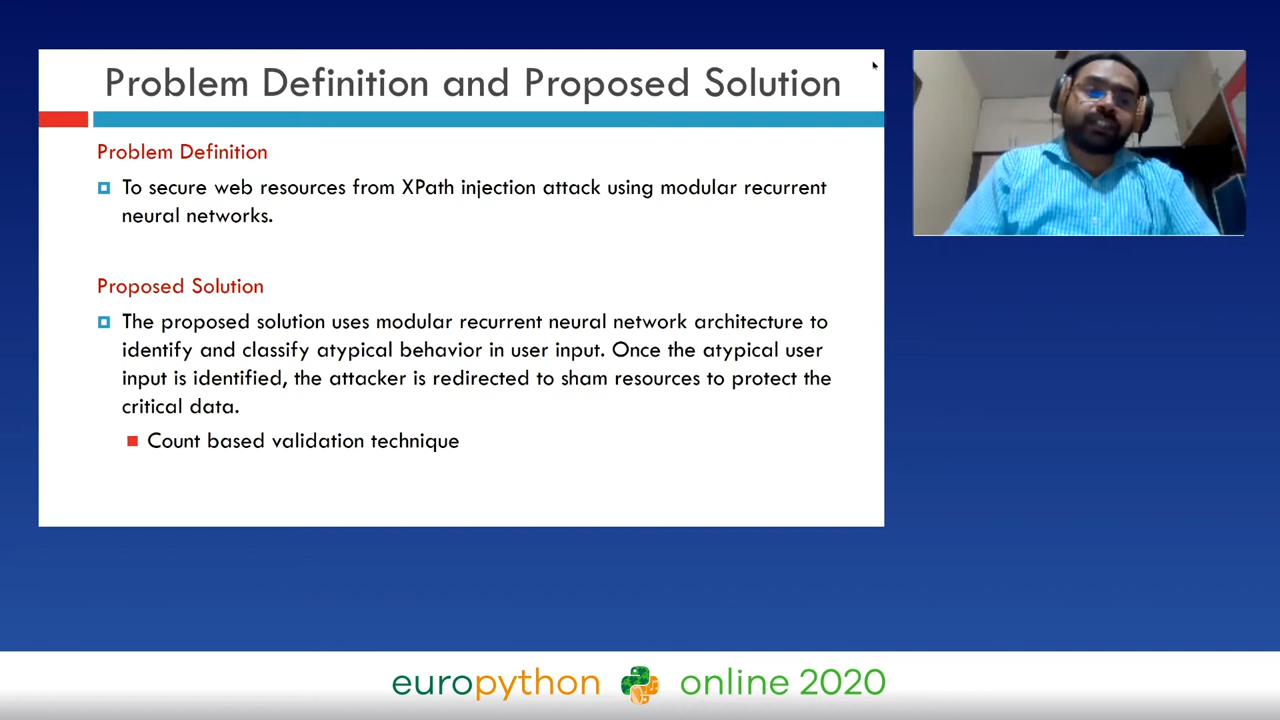 Problem Definition and Proposed Solution
Problem Definition
To secure web resources from XPath injection attack using modular recurrent
neural networks.
Proposed Solution
The proposed solution uses modular recurrent neural network architecture to
identify and classify atypical behavior in user input. Once the atypical user
input is identified, the attacker is redirected to sham resources to protect the
critical data.
Count based validation technique
europython online 2020